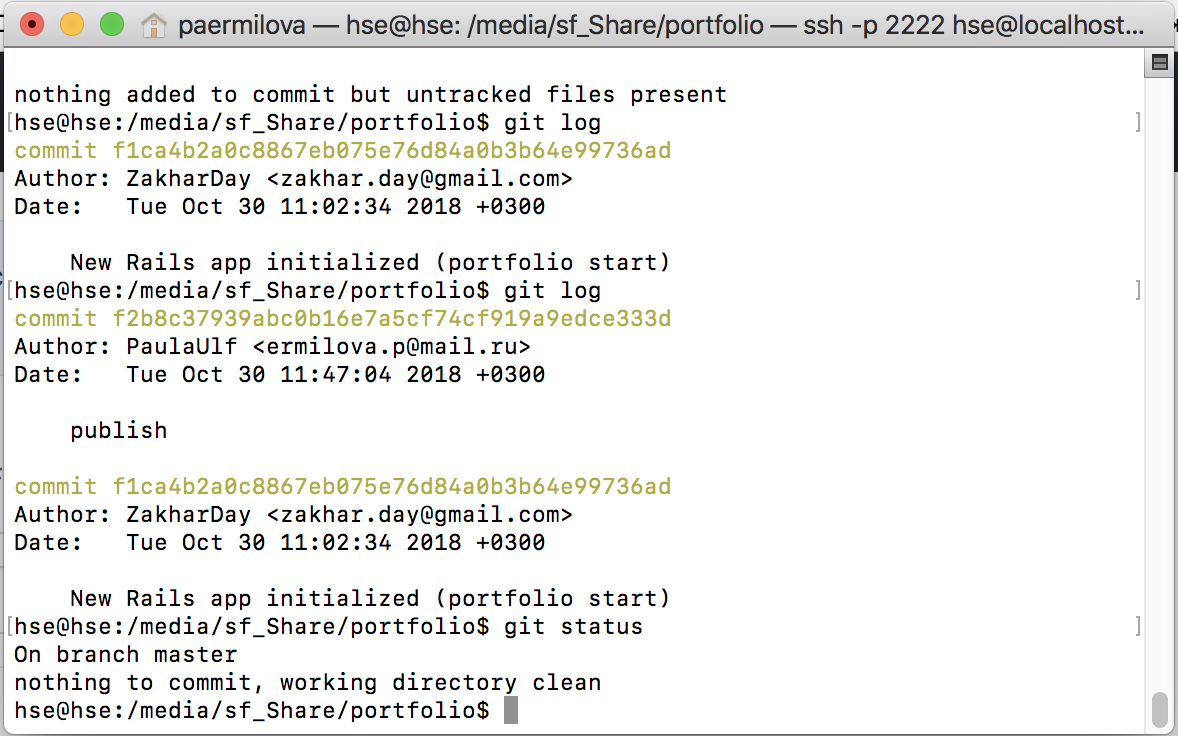 paermilova — hse@hse: /media/sf_Share/portfolio — ssh -p 2222 hse@localhost...
nothing added to commit but untracked files present
[hse@hse:/media/sf_Share/portfolio$ git log ]
commit f1ca4b2a0c8867eb075e76d84a0b3b64e99736ad
Author: ZakharDay <zakhar.day@gmail.com>
Date:   Tue Oct 30 11:02:34 2018 +0300
    New Rails app initialized (portfolio start)
[hse@hse:/media/sf_Share/portfolio$ git log ]
commit f2b8c37939abc0b16e7a5cf74cf919a9edce333d
Author: PaulaUlf <ermilova.p@mail.ru>
Date:   Tue Oct 30 11:47:04 2018 +0300
    publish
commit f1ca4b2a0c8867eb075e76d84a0b3b64e99736ad
Author: ZakharDay <zakhar.day@gmail.com>
Date:   Tue Oct 30 11:02:34 2018 +0300
    New Rails app initialized (portfolio start)
[hse@hse:/media/sf_Share/portfolio$ git status ]
On branch master
nothing to commit, working directory clean
hse@hse:/media/sf_Share/portfolio$